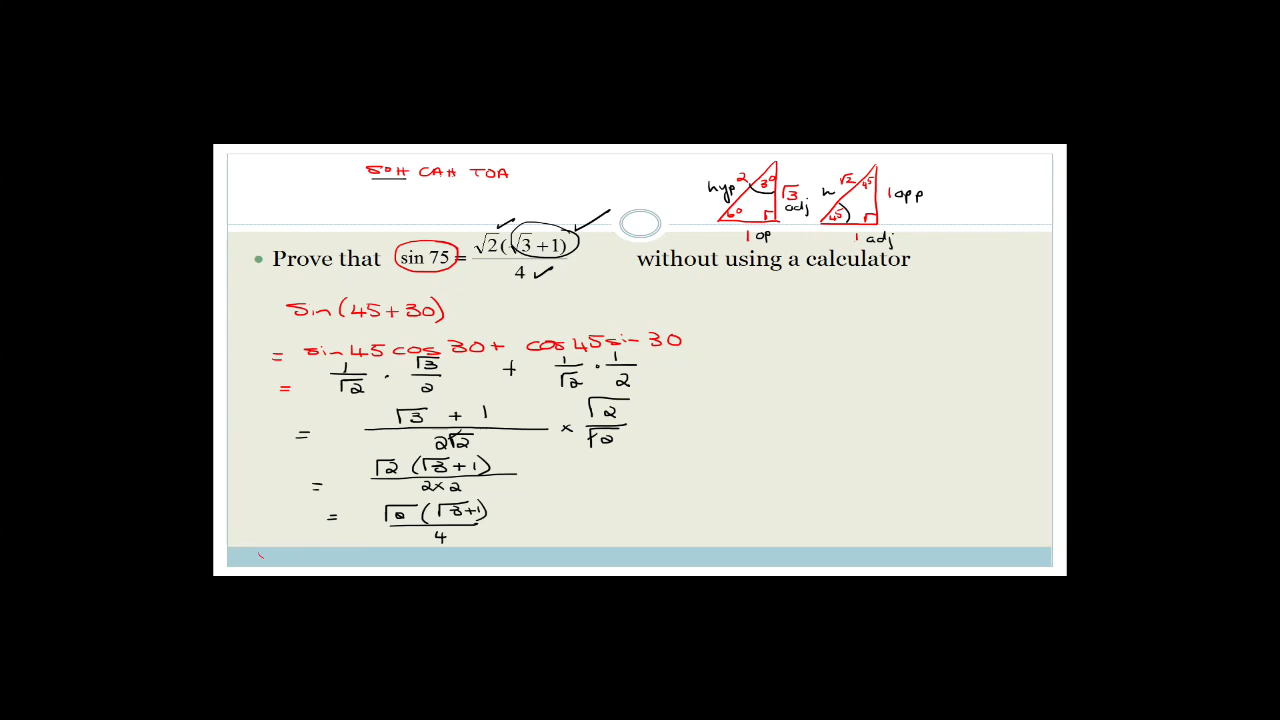 SOH CAH TOA
hyp 2 30 √3 adj 60 1 op
h √2 45 1 opp 45 1 adj
• Prove that sin 75 = √2(√3+1)/4 without using a calculator
sin(45+30)
= sin45 cos 30+ cos 45 sin 30
= 1/√2 . √3/2 + 1/√2 . 1/2
= √3 + 1/2√2 × √2/√2
= √2 (√3+1)/2×2
= √2 (√3+1)/4